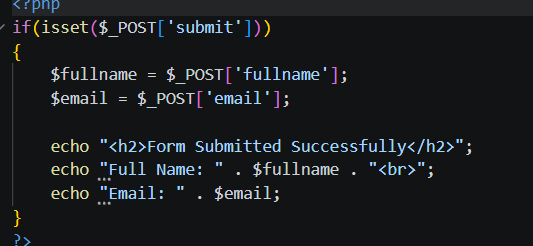 <?php
if(isset($_POST['submit']))
{
    $fullname = $_POST['fullname'];
    $email = $_POST['email'];

    echo "<h2>Form Submitted Successfully</h2>";
    echo "Full Name: " . $fullname . "<br>";
    echo "Email: " . $email;
}
?>